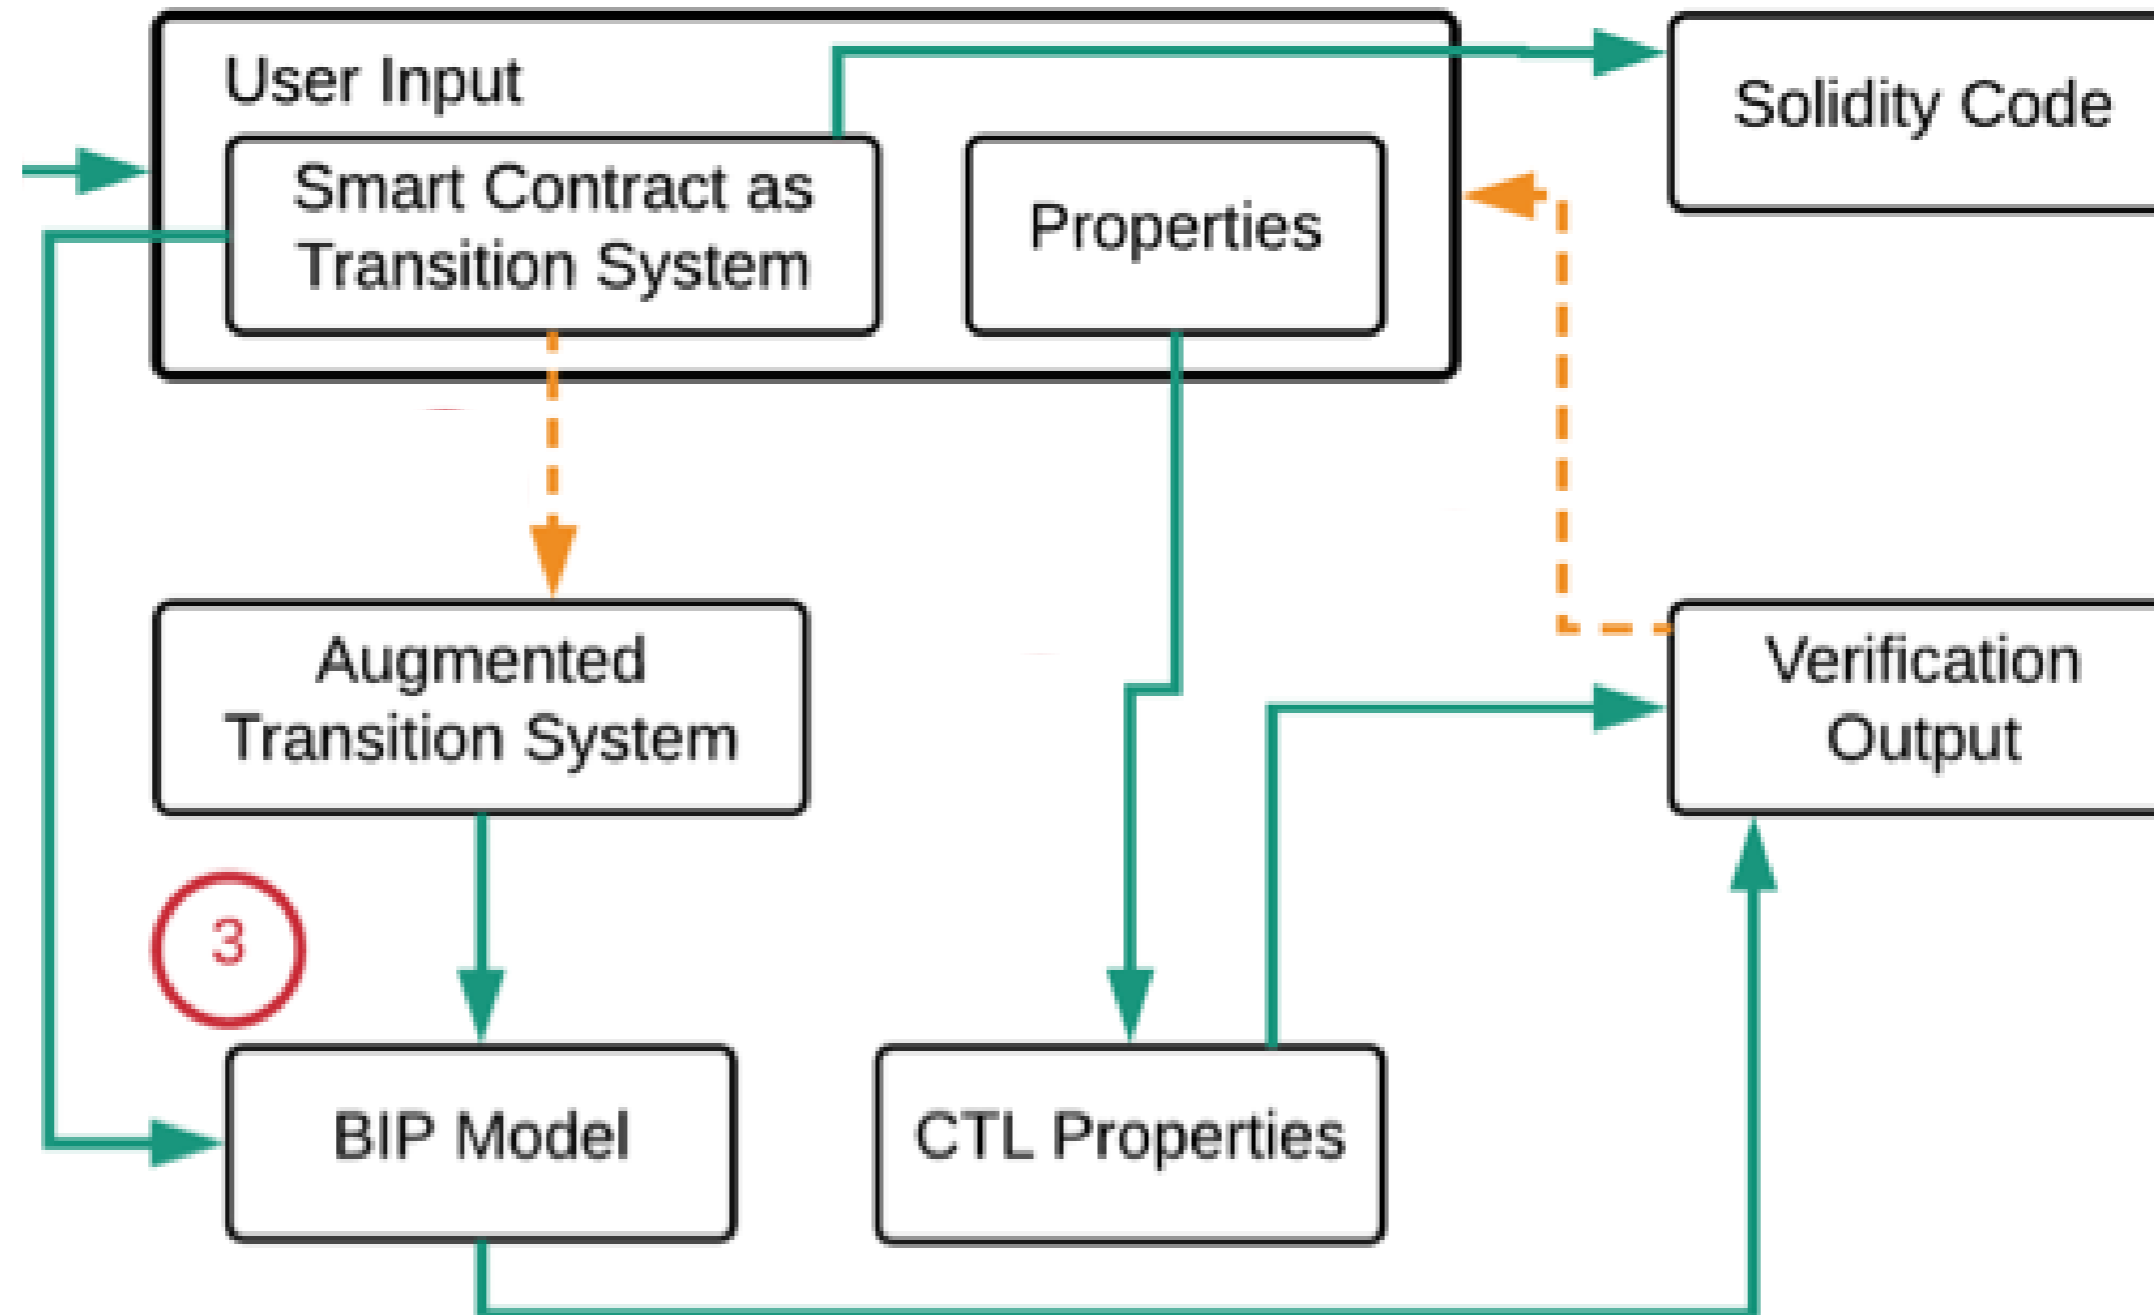 User Input
Smart Contract as
Transition System
Properties
Solidity Code
Augmented
Transition System
Verification
Output
3
BIP Model
CTL Properties